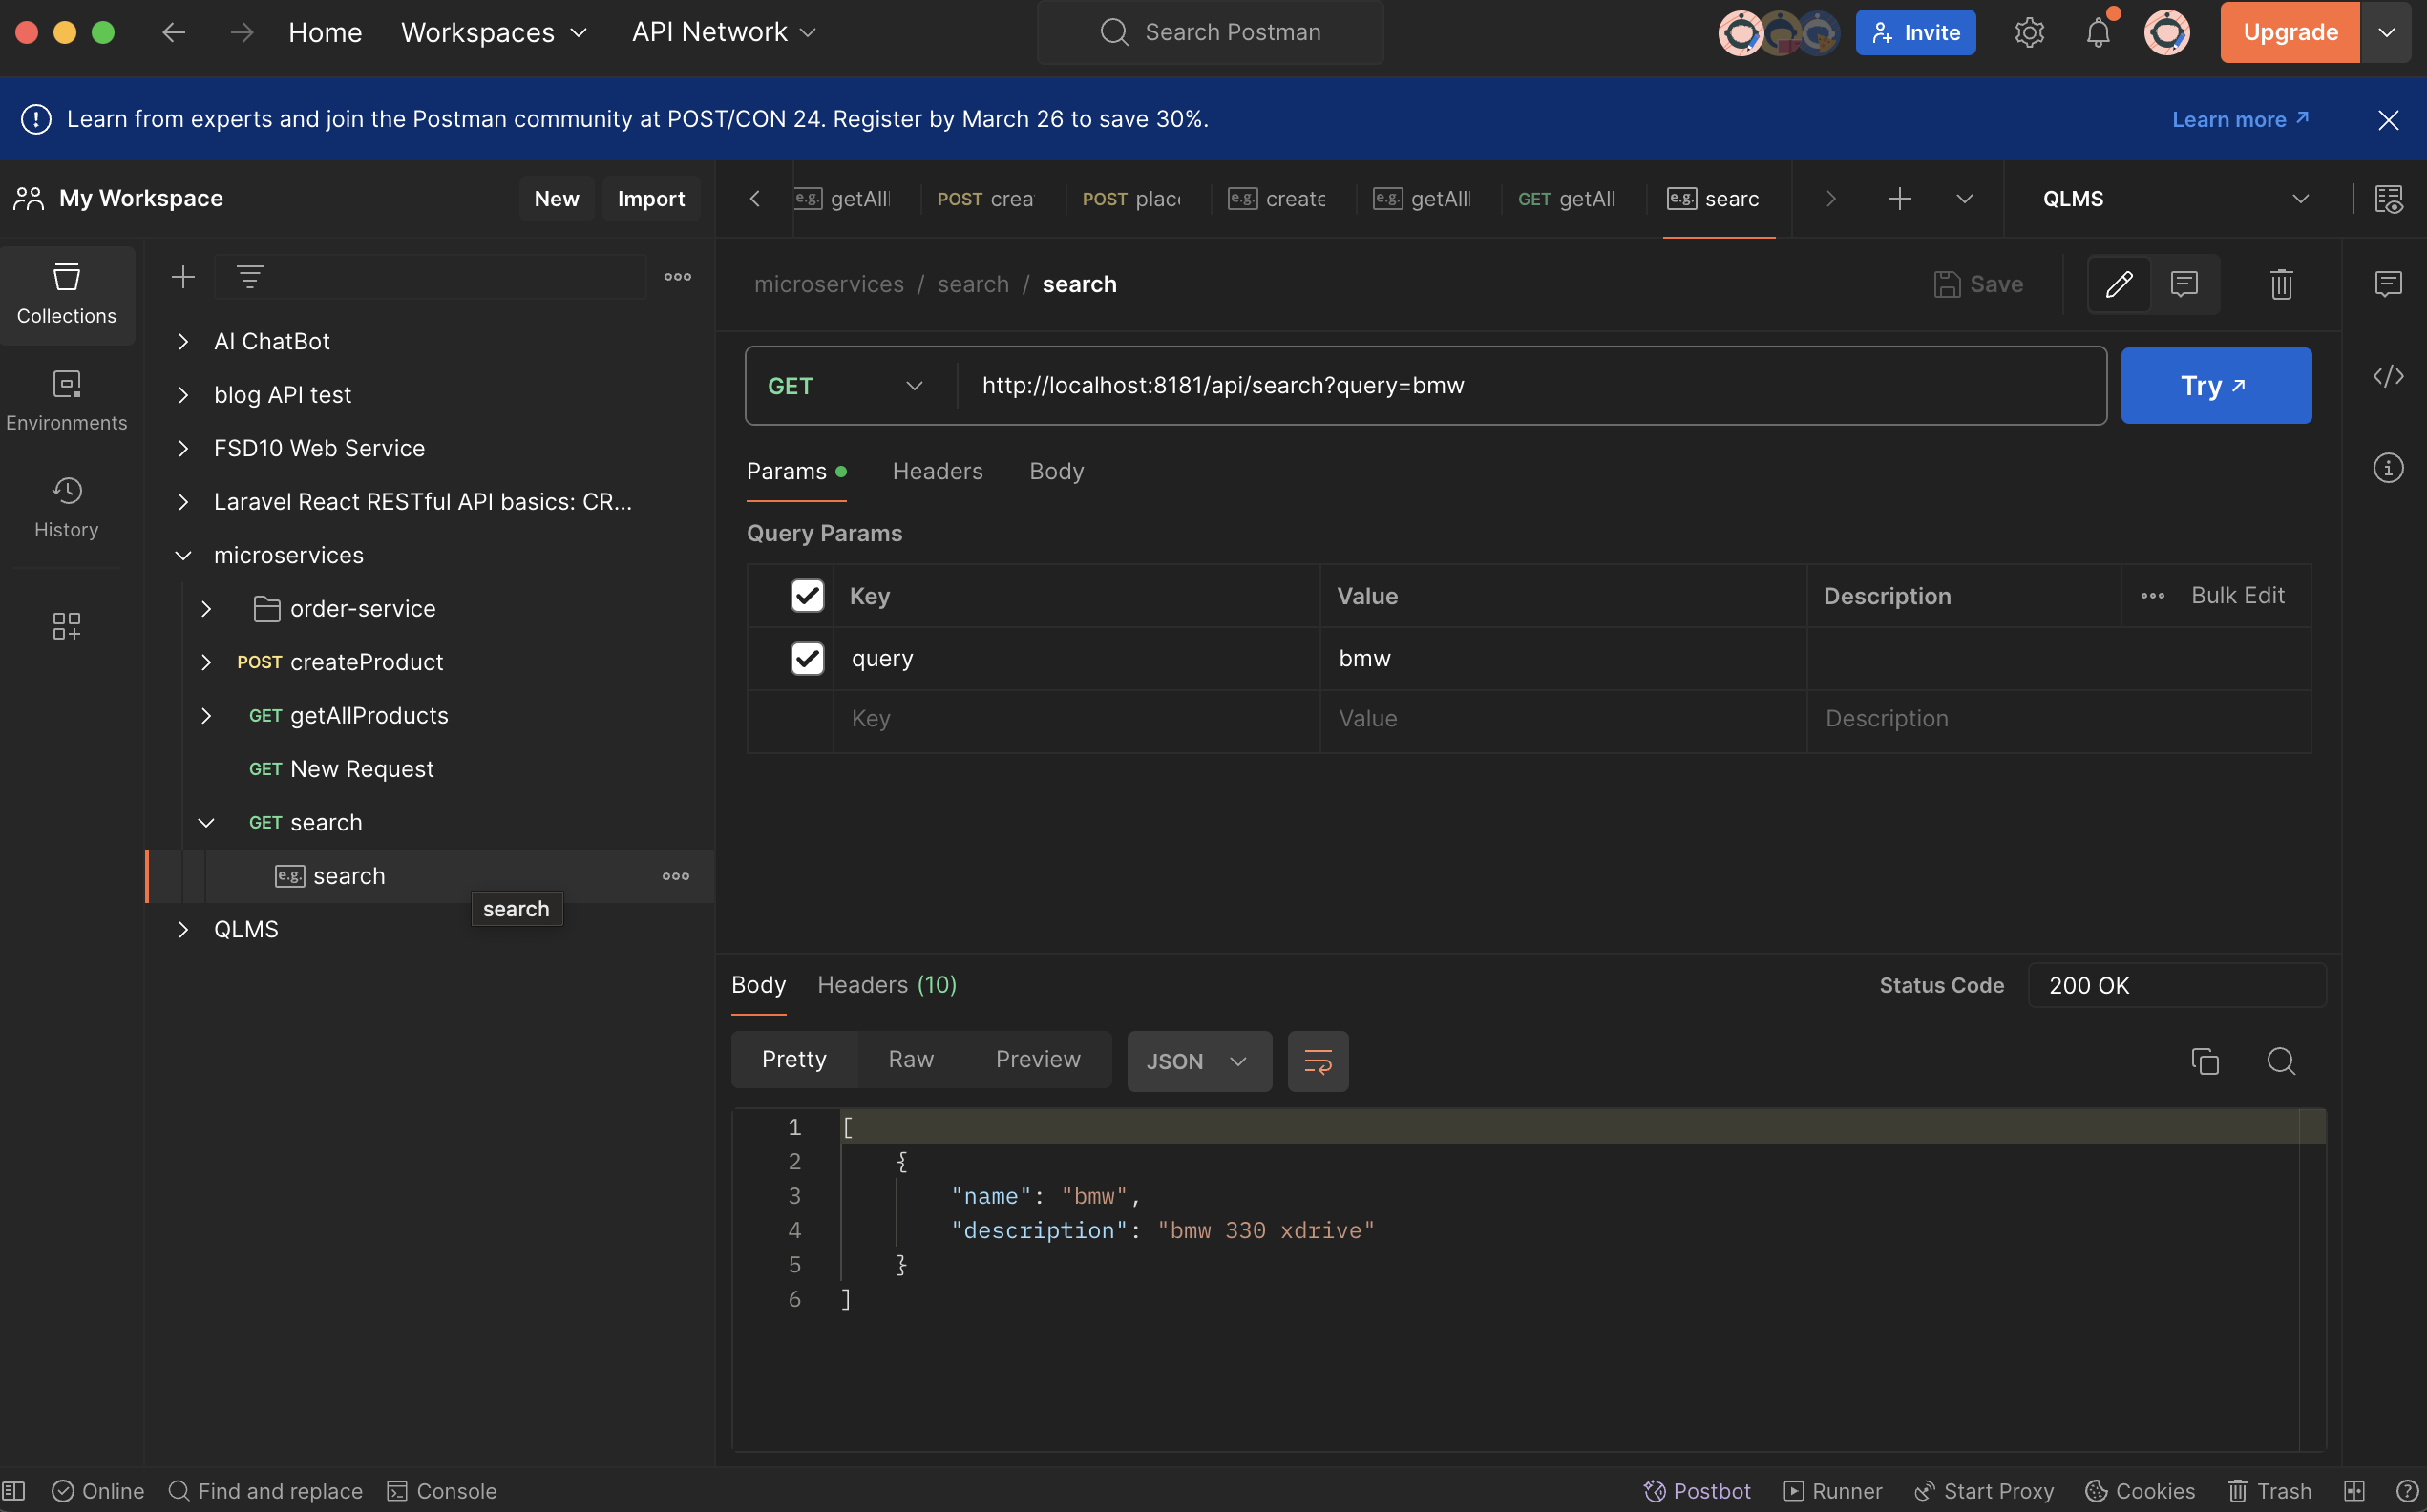 Home Workspaces API Network Search Postman Invite Upgrade
Learn from experts and join the Postman community at POST/CON 24. Register by March 26 to save 30%. Learn more
My Workspace New Import
e.g. getAll POST crea POST plac e.g. create e.g. getAll GET getAll e.g. searc QLMS
Collections
Environments
History
AI ChatBot
blog API test
FSD10 Web Service
Laravel React RESTful API basics: CR...
microservices
order-service
POST createProduct
GET getAllProducts
GET New Request
GET search
e.g. search
search
QLMS
microservices / search / search Save
GET http://localhost:8181/api/search?query=bmw Try
Params Headers Body
Query Params
Key Value Description Bulk Edit
query bmw
Key Value Description
Body Headers (10) Status Code 200 OK
Pretty Raw Preview JSON
1 [
2 {
3 "name": "bmw",
4 "description": "bmw 330 xdrive"
5 }
6 ]
Online Find and replace Console Postbot Runner Start Proxy Cookies Trash